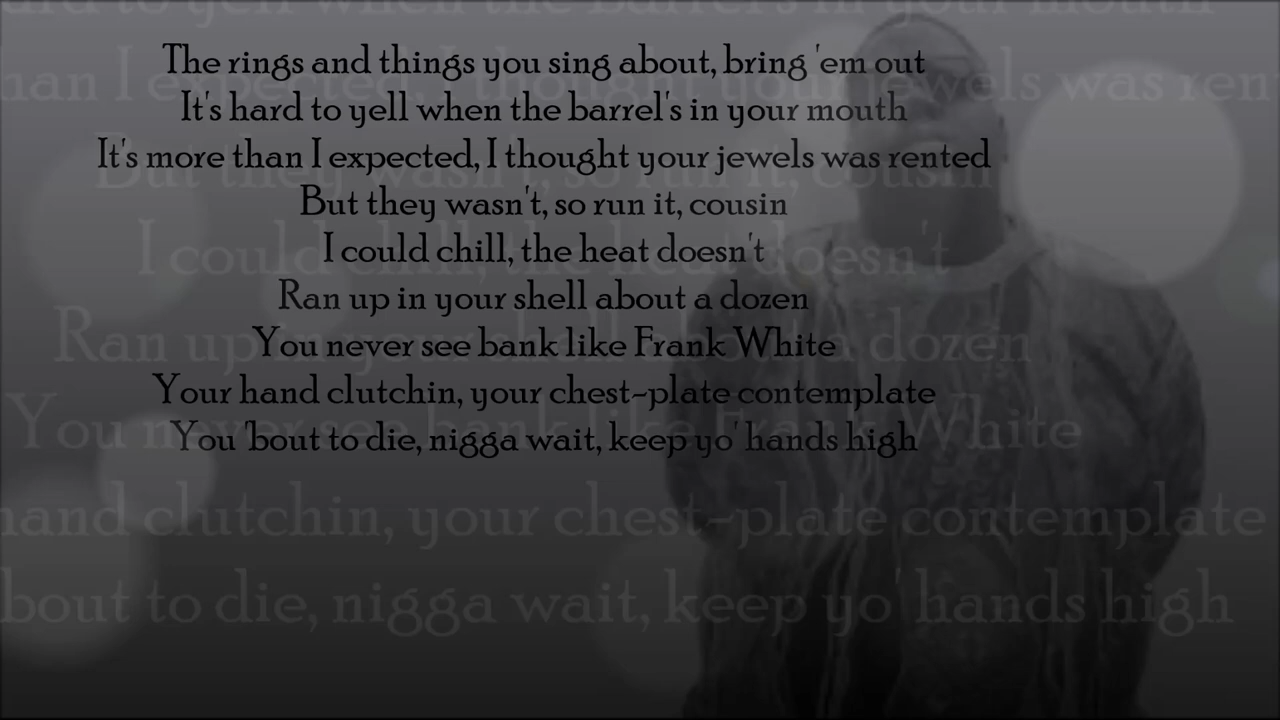 The rings and things you sing about, bring 'em out
It's hard to yell when the barrel's in your mouth
It's more than I expected, I thought your jewels was rented
But they wasn't, so run it, cousin
I could chill, the heat doesn't
Ran up in your shell about a dozen
You never see bank like Frank White
Your hand clutchin, your chest-plate contemplate
You 'bout to die, nigga wait, keep yo' hands high